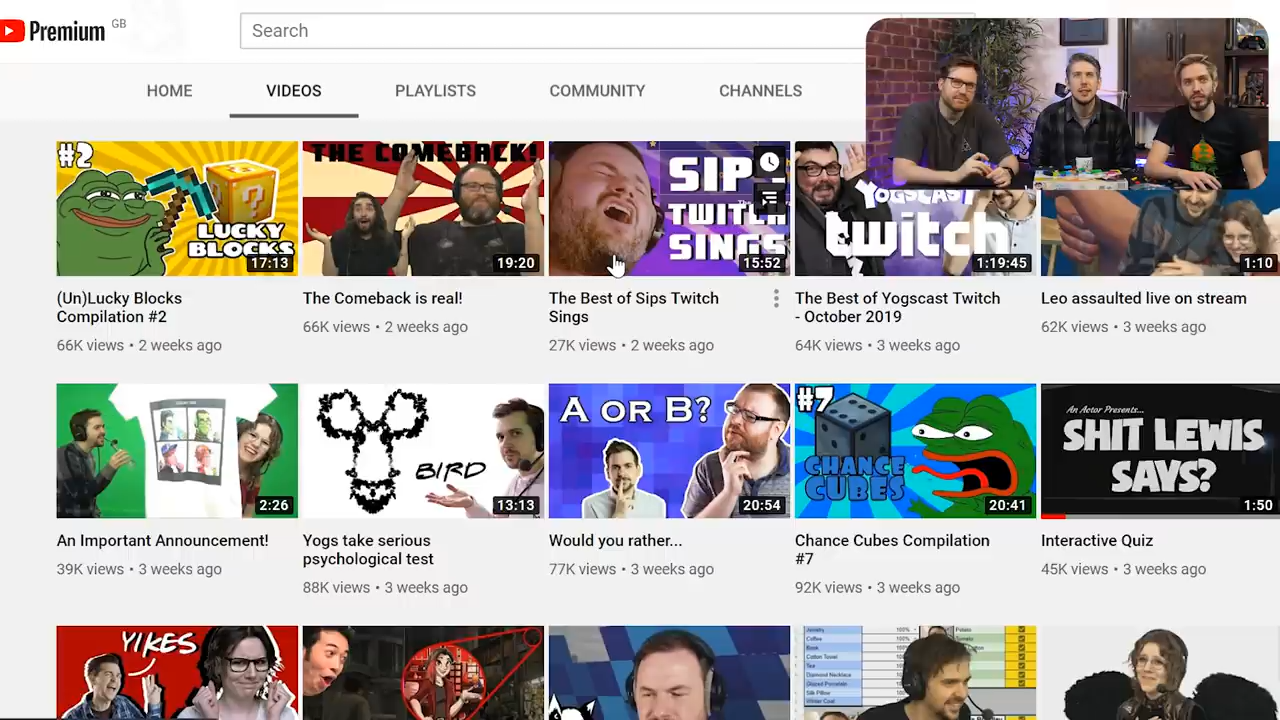 Premium GB
Search
HOME VIDEOS PLAYLISTS COMMUNITY CHANNELS
#2
LUCKY
BLOCKS
17:13
THE COMEBACK!
19:20
SIPS
TWITCH
SINGS
15:52
YOGSCAST
twitch
1:19:45
1:10
(Un)Lucky Blocks
Compilation #2
66K views • 2 weeks ago
The Comeback is real!
66K views • 2 weeks ago
The Best of Sips Twitch
Sings
27K views • 2 weeks ago
The Best of Yogscast Twitch
- October 2019
64K views • 3 weeks ago
Leo assaulted live on stream
62K views • 3 weeks ago
2:26
BIRD
13:13
A OR B?
20:54
#7
CHANCE
CUBES
20:41
An Actor Presents...
SHIT LEWIS
SAYS?
1:50
An Important Announcement!
39K views • 3 weeks ago
Yogs take serious
psychological test
88K views • 3 weeks ago
Would you rather...
77K views • 3 weeks ago
Chance Cubes Compilation
#7
92K views • 3 weeks ago
Interactive Quiz
45K views • 3 weeks ago
YIKES